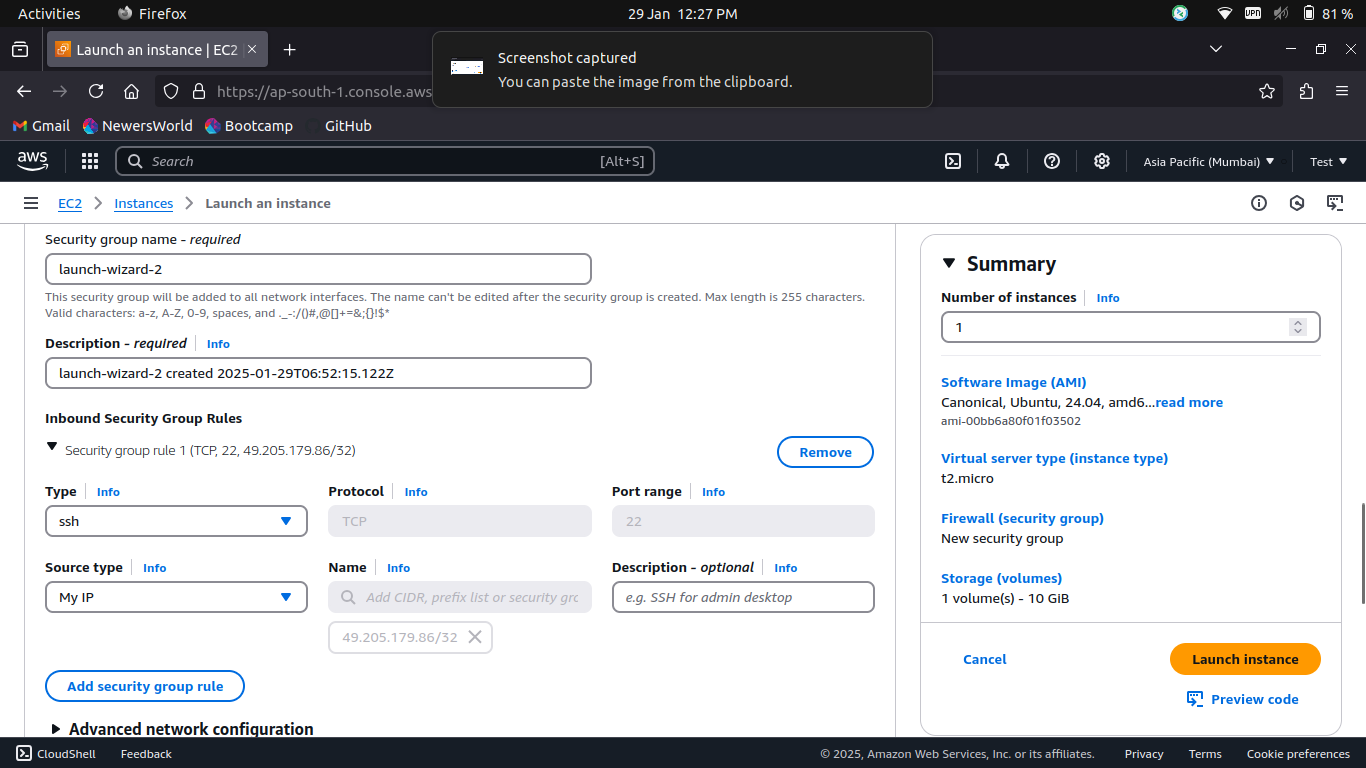 Activities Firefox 29 Jan 12:27 PM VPN 81 %
Launch an instance | EC2
Screenshot captured
You can paste the image from the clipboard.
https://ap-south-1.console.aws
Gmail NewersWorld Bootcamp GitHub
aws Search [Alt+S] Asia Pacific (Mumbai) Test
EC2 Instances Launch an instance
Security group name - required
launch-wizard-2
This security group will be added to all network interfaces. The name can't be edited after the security group is created. Max length is 255 characters.
Valid characters: a-z, A-Z, 0-9, spaces, and ._-:/()#,@[]+=&;{}!$*
Description - required Info
launch-wizard-2 created 2025-01-29T06:52:15.122Z
Inbound Security Group Rules
Security group rule 1 (TCP, 22, 49.205.179.86/32)
Remove
Type Info Protocol Info Port range Info
ssh TCP 22
Source type Info Name Info Description - optional Info
My IP Add CIDR, prefix list or security grc e.g. SSH for admin desktop
49.205.179.86/32
Add security group rule
Advanced network configuration
Summary
Number of instances Info
1
Software Image (AMI)
Canonical, Ubuntu, 24.04, amd6...read more
ami-00bb6a80f01f03502
Virtual server type (instance type)
t2.micro
Firewall (security group)
New security group
Storage (volumes)
1 volume(s) - 10 GiB
Cancel Launch instance
Preview code
CloudShell Feedback © 2025, Amazon Web Services, Inc. or its affiliates. Privacy Terms Cookie preferences